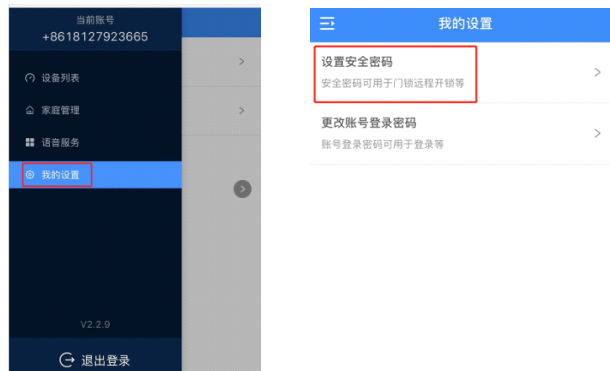 当前账号
+8618127923665
设备列表
家庭管理
语音服务
我的设置
V2.2.9
退出登录
我的设置
设置安全密码
安全密码可用于门锁远程开锁等
更改账号登录密码
账号登录密码可用于登录等